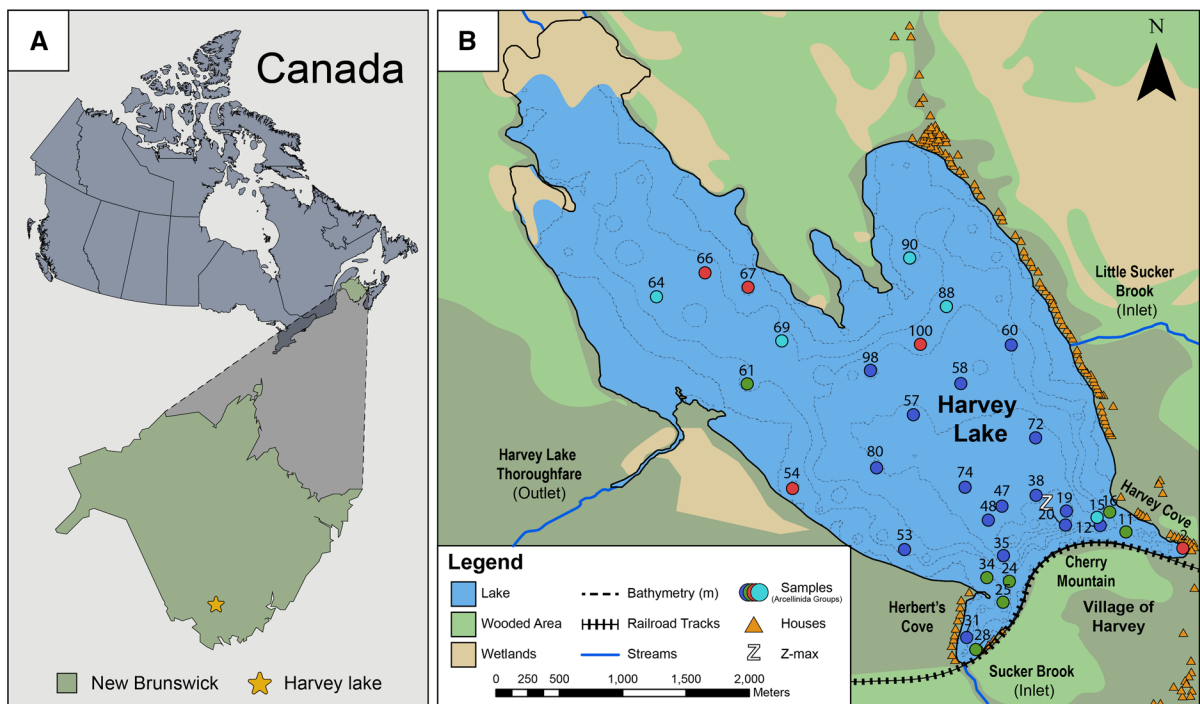 A
Canada
New Brunswick
Harvey lake
B
N
90
66
67
64
88
Little Sucker
Brook
(Inlet)
69
100
60
98
61
58
57
Harvey
Lake
72
Harvey Lake
Thoroughfare
(Outlet)
80
54
74
38
Harvey Cove
47
Z
19
16
48
20
15
12
11
2
53
35
34
24
25
Cherry
Mountain
Herbert's
Cove
Village of
Harvey
31
28
Sucker Brook
(Inlet)
Legend
Lake
Bathymetry (m)
Samples
(Arcellinida Groups)
Wooded Area
Railroad Tracks
Houses
Wetlands
Streams
Z
Z-max
0 250 500 1,000 1,500 2,000
Meters